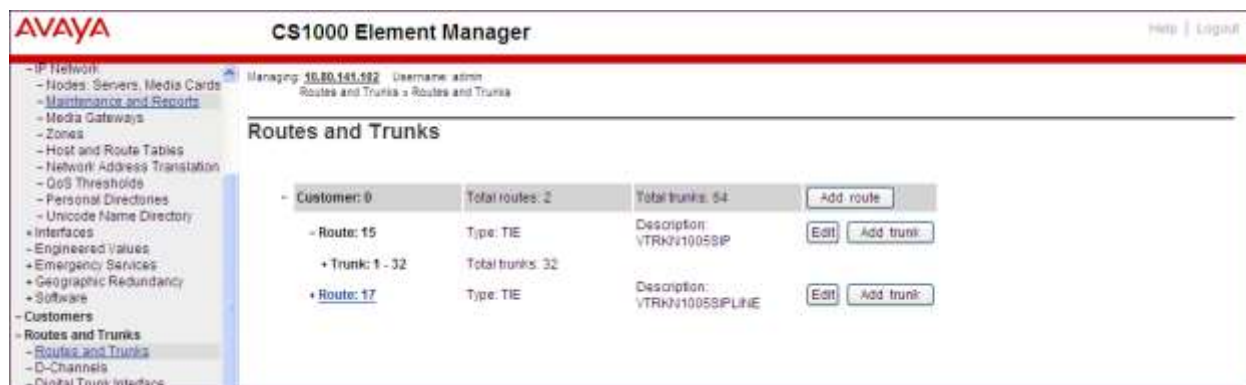 AVAYA
CS1000 Element Manager
Help | Logout
- IP Network
- Nodes: Servers, Media Cards
- Maintenance and Reports
- Media Gateways
- Zones
- Host and Route Tables
- Network Address Translation
- QoS Thresholds
- Personal Directories
- Unicode Name Directory
+ Interfaces
- Engineered Values
+ Emergency Services
+ Geographic Redundancy
+ Software
- Customers
- Routes and Trunks
- Routes and Trunks
- D-Channels
- Digital Trunk Interface
Managing: 10.80.141.102 Username: admin
Routes and Trunks » Routes and Trunks
Routes and Trunks
- Customer: 0 Total routes: 2 Total trunks: 64 Add route
- Route: 15 Type: TIE Description: VTRKN1005SIP Edit Add trunk
+ Trunk: 1 - 32 Total trunks: 32
+ Route: 17 Type: TIE Description: VTRKN1005SIPLINE Edit Add trunk